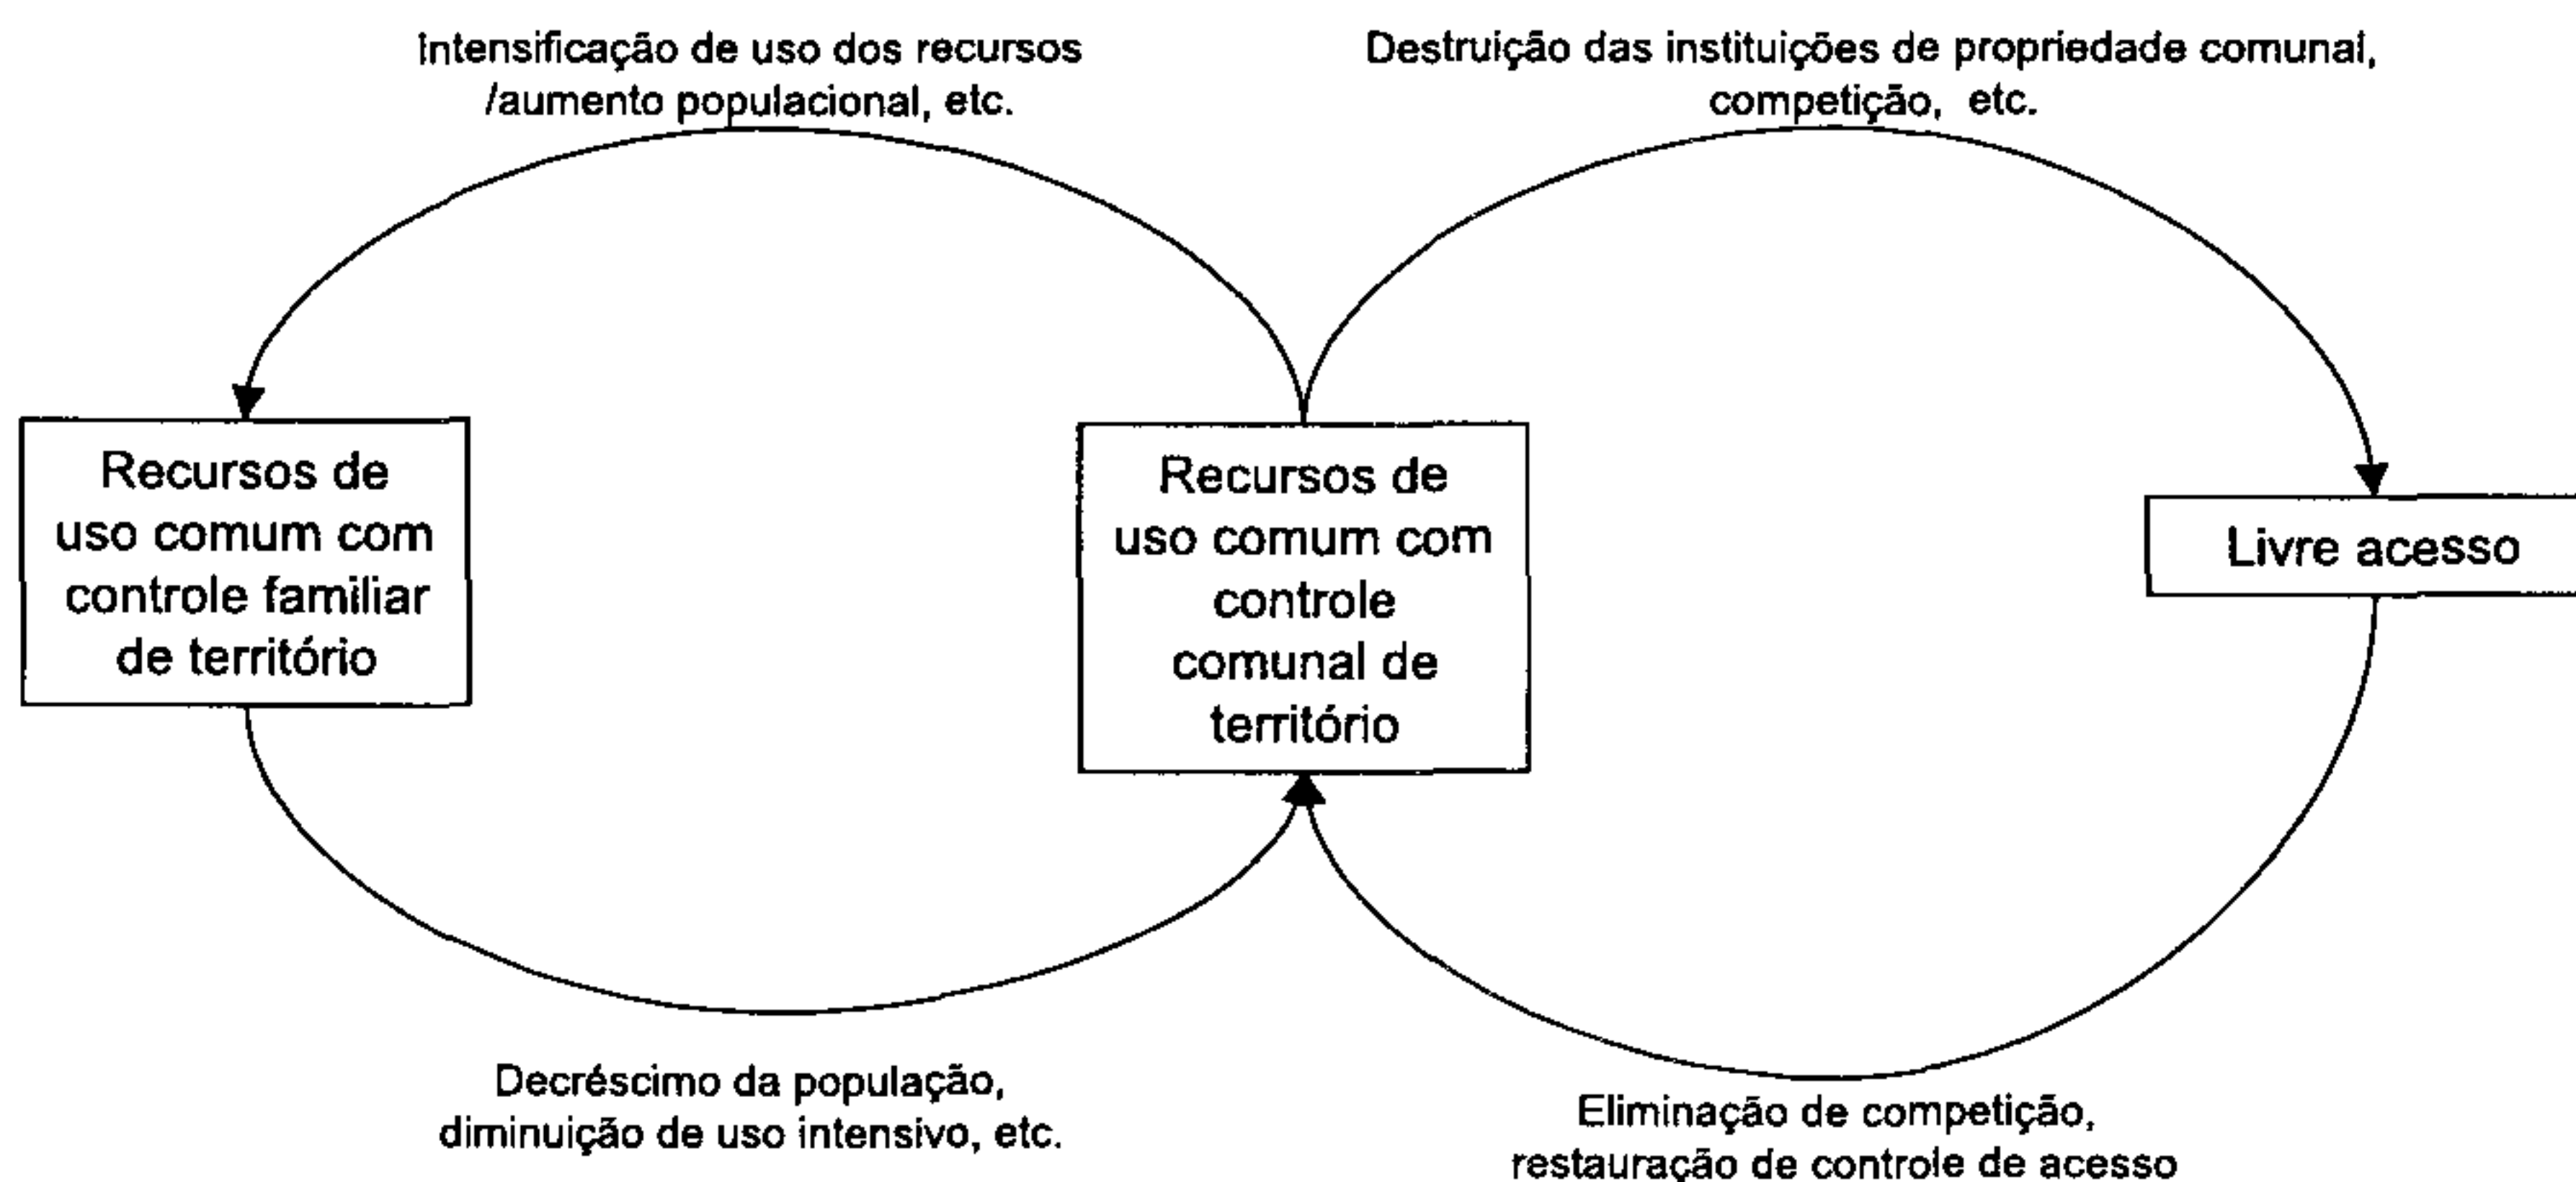 Intensificação de uso dos recursos
/aumento populacional, etc.
Destruição das instituições de propriedade comunal,
competição, etc.
Recursos de
uso comum com
controle familiar
de território
Recursos de
uso comum com
controle
comunal de
território
Livre acesso
Decréscimo da população,
diminuição de uso intensivo, etc.
Eliminação de competição,
restauração de controle de acesso